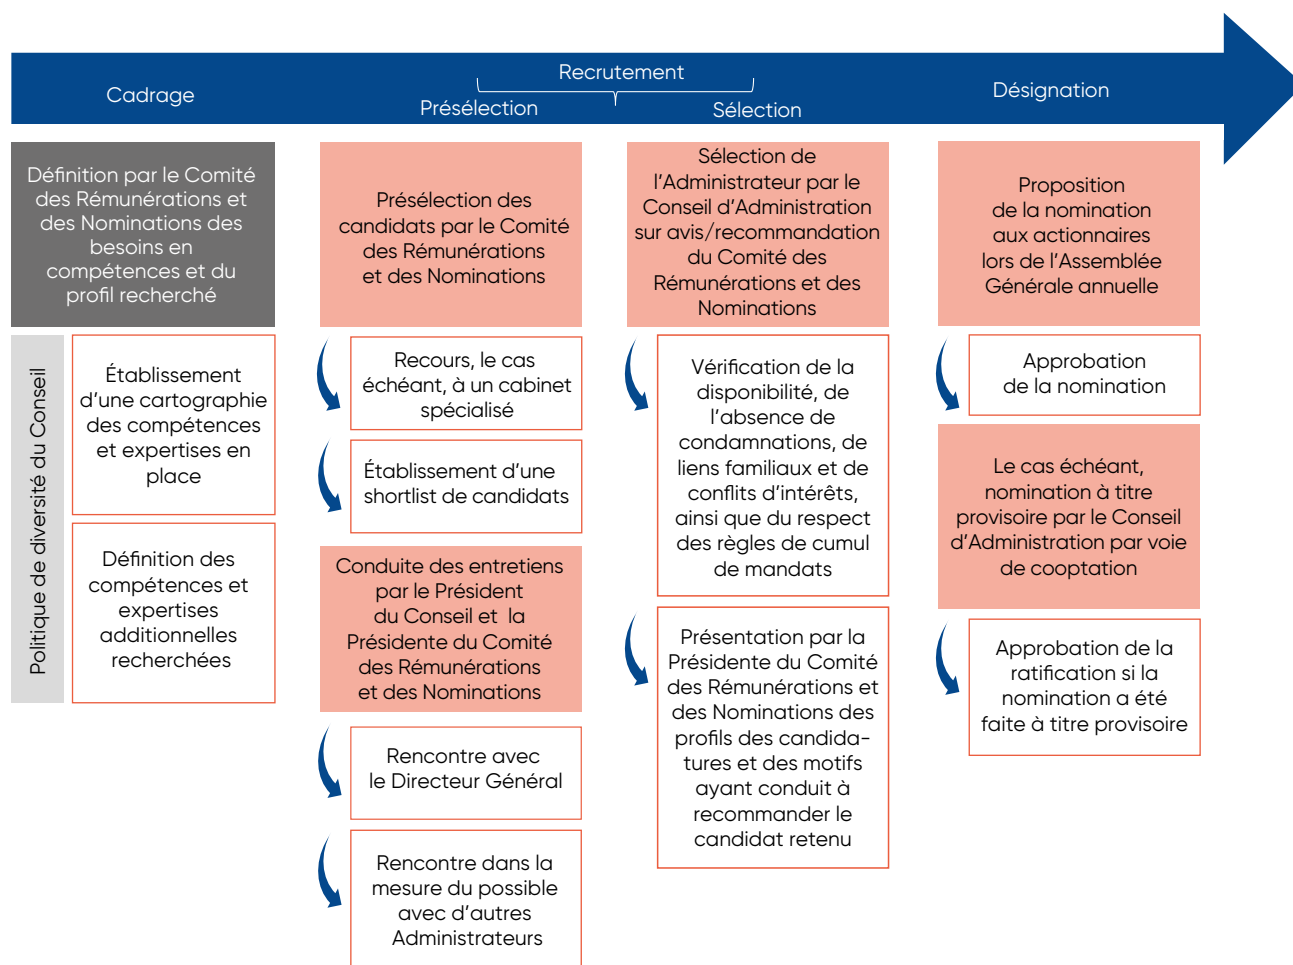 Cadrage
Recrutement
Présélection
Sélection
Désignation
Définition par le Comité
des Rémunérations et
des Nominations des
besoins en
compétences et du
profil recherché
Politique de diversité du Conseil
Établissement
d'une cartographie
des compétences
et expertises en
place
Définition des
compétences et
expertises
additionnelles
recherchées
Présélection des
candidats par le Comité
des Rémunérations
et des Nominations
Recours, le cas
échéant, à un cabinet
spécialisé
Établissement d'une
shortlist de candidats
Conduite des entretiens
par le Président
du Conseil et la
Présidente du Comité
des Rémunérations
et des Nominations
Rencontre avec
le Directeur Général
Rencontre dans la
mesure du possible
avec d'autres
Administrateurs
Sélection de
l'Administrateur par le
Conseil d'Administration
sur avis/recommandation
du Comité des
Rémunérations et des
Nominations
Vérification de la
disponibilité, de
l'absence de
condamnations, de
liens familiaux et de
conflits d'intérêts,
ainsi que du respect
des règles de cumul
de mandats
Présentation par la
Présidente du Comité
des Rémunérations et
des Nominations des
profils des candida-
tures et des motifs
ayant conduit à
recommander le
candidat retenu
Proposition
de la nomination
aux actionnaires
lors de l'Assemblée
Générale annuelle
Approbation
de la nomination
Le cas échéant,
nomination à titre
provisoire par le Conseil
d'Administration par voie
de cooptation
Approbation de la
ratification si la
nomination a été
faite à titre provisoire